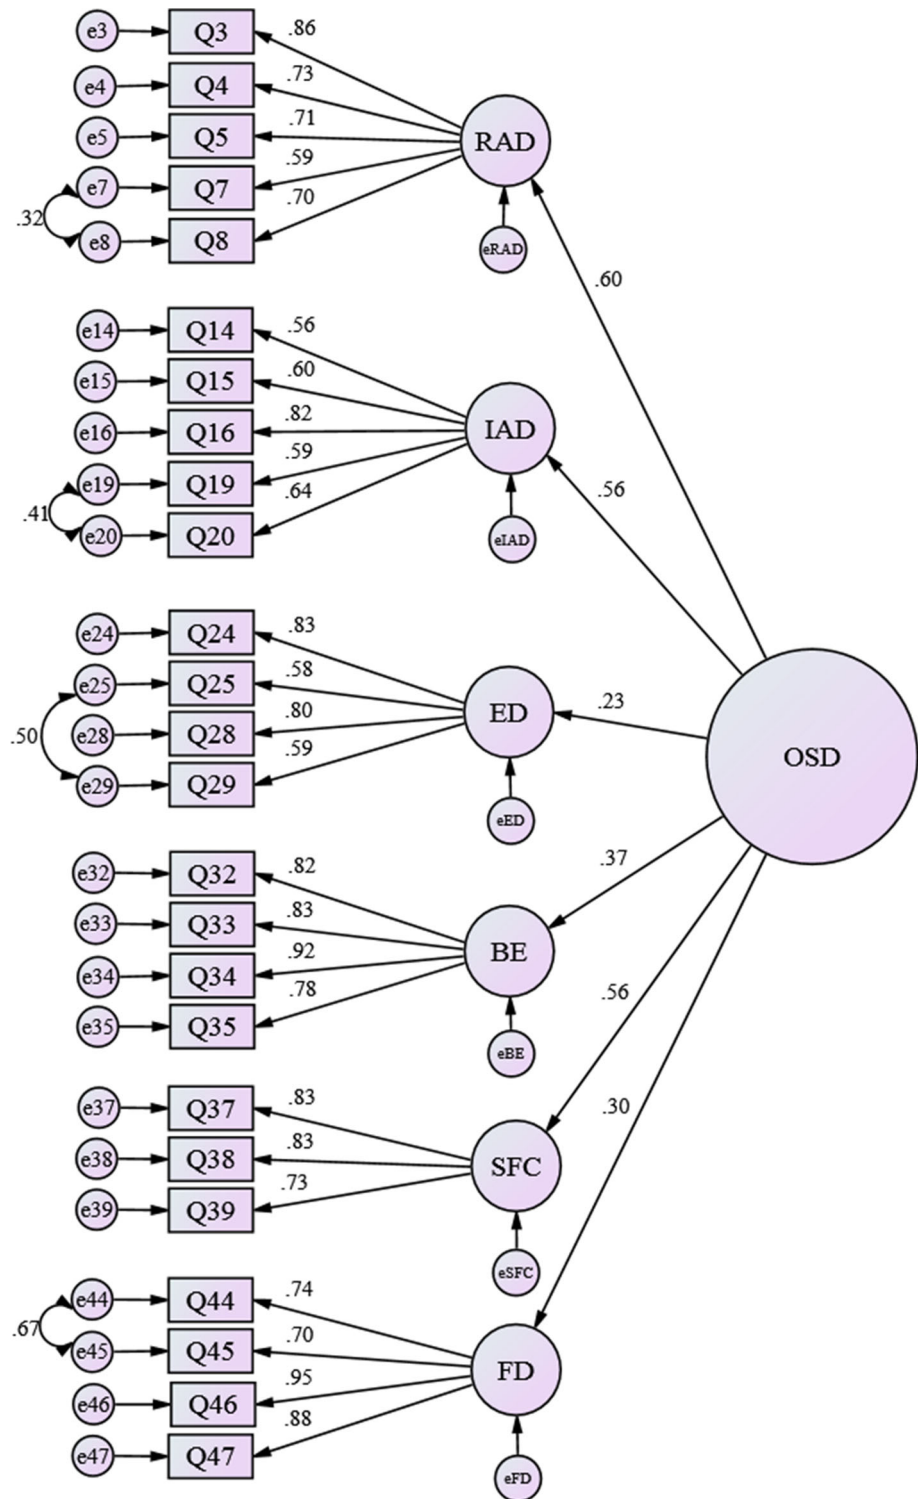 e3 Q3 .86
e4 Q4 .73
e5 Q5 .71 RAD
e7 Q7 .59
.32 .70
e8 Q8 eRAD
.60
e14 Q14 .56
e15 Q15 .60
e16 Q16 .82 IAD
e19 Q19 .59
.41 .64 .56
e20 Q20 eIAD
e24 Q24 .83
e25 Q25 .58
.50 e28 Q28 .80 ED .23
e29 Q29 .59
OSD
eED
e32 Q32 .82 .37
e33 Q33 .83
e34 Q34 .92 BE
e35 Q35 .78
.56
eBE
e37 Q37 .83 .30
e38 Q38 .83 SFC
e39 Q39 .73
eSFC
e44 Q44 .74
.67
e45 Q45 .70 FD
e46 Q46 .95
e47 Q47 .88
eFD